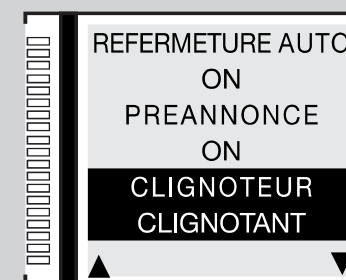 REFERMETURE AUTO
ON
PREANNONCE
ON
CLIGNOTEUR
CLIGNOTANT